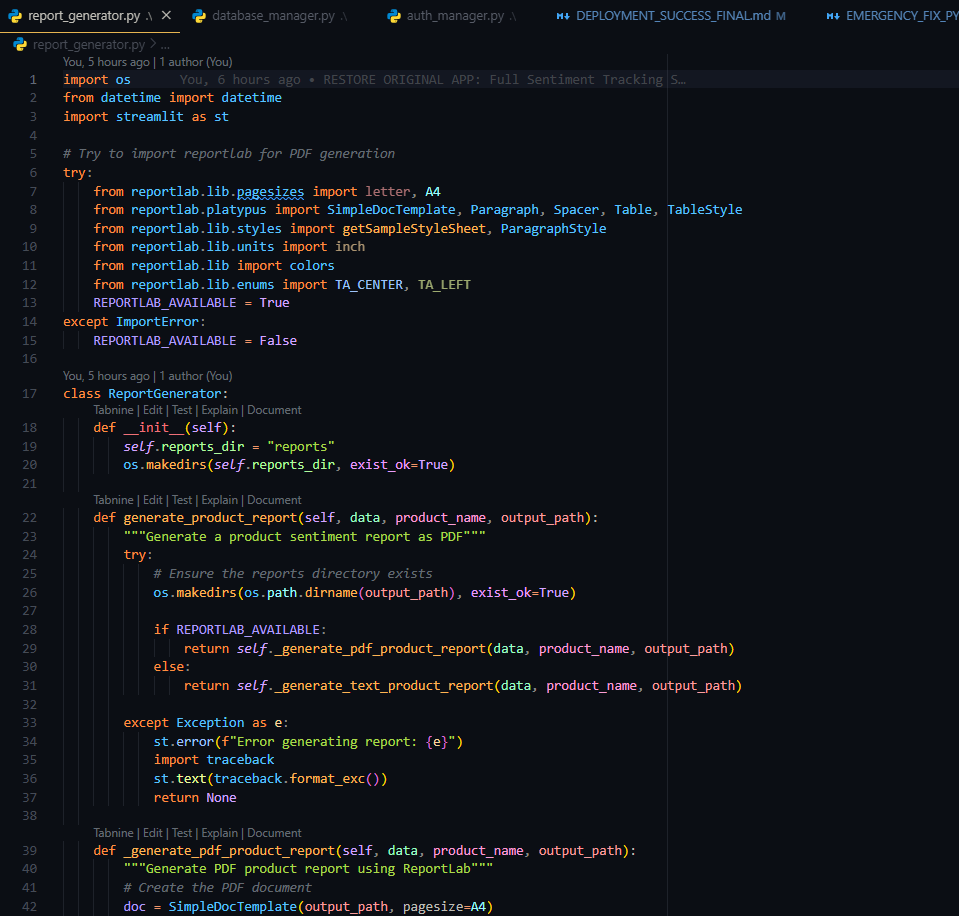 report_generator.py .\ ✕ database_manager.py .\ auth_manager.py .\ DEPLOYMENT_SUCCESS_FINAL.md M EMERGENCY_FIX_PY
report_generator.py > ...
You, 5 hours ago | 1 author (You)
1 import os You, 6 hours ago • RESTORE ORIGINAL APP: Full Sentiment Tracking S…
2 from datetime import datetime
3 import streamlit as st
4
5 # Try to import reportlab for PDF generation
6 try:
7 from reportlab.lib.pagesizes import letter, A4
8 from reportlab.platypus import SimpleDocTemplate, Paragraph, Spacer, Table, TableStyle
9 from reportlab.lib.styles import getSampleStyleSheet, ParagraphStyle
10 from reportlab.lib.units import inch
11 from reportlab.lib import colors
12 from reportlab.lib.enums import TA_CENTER, TA_LEFT
13 REPORTLAB_AVAILABLE = True
14 except ImportError:
15 REPORTLAB_AVAILABLE = False
16
You, 5 hours ago | 1 author (You)
17 class ReportGenerator:
Tabnine | Edit | Test | Explain | Document
18 def __init__(self):
19 self.reports_dir = "reports"
20 os.makedirs(self.reports_dir, exist_ok=True)
21
Tabnine | Edit | Test | Explain | Document
22 def generate_product_report(self, data, product_name, output_path):
23 """Generate a product sentiment report as PDF"""
24 try:
25 # Ensure the reports directory exists
26 os.makedirs(os.path.dirname(output_path), exist_ok=True)
27
28 if REPORTLAB_AVAILABLE:
29 return self._generate_pdf_product_report(data, product_name, output_path)
30 else:
31 return self._generate_text_product_report(data, product_name, output_path)
32
33 except Exception as e:
34 st.error(f"Error generating report: {e}")
35 import traceback
36 st.text(traceback.format_exc())
37 return None
38
Tabnine | Edit | Test | Explain | Document
39 def _generate_pdf_product_report(self, data, product_name, output_path):
40 """Generate PDF product report using ReportLab"""
41 # Create the PDF document
42 doc = SimpleDocTemplate(output_path, pagesize=A4)